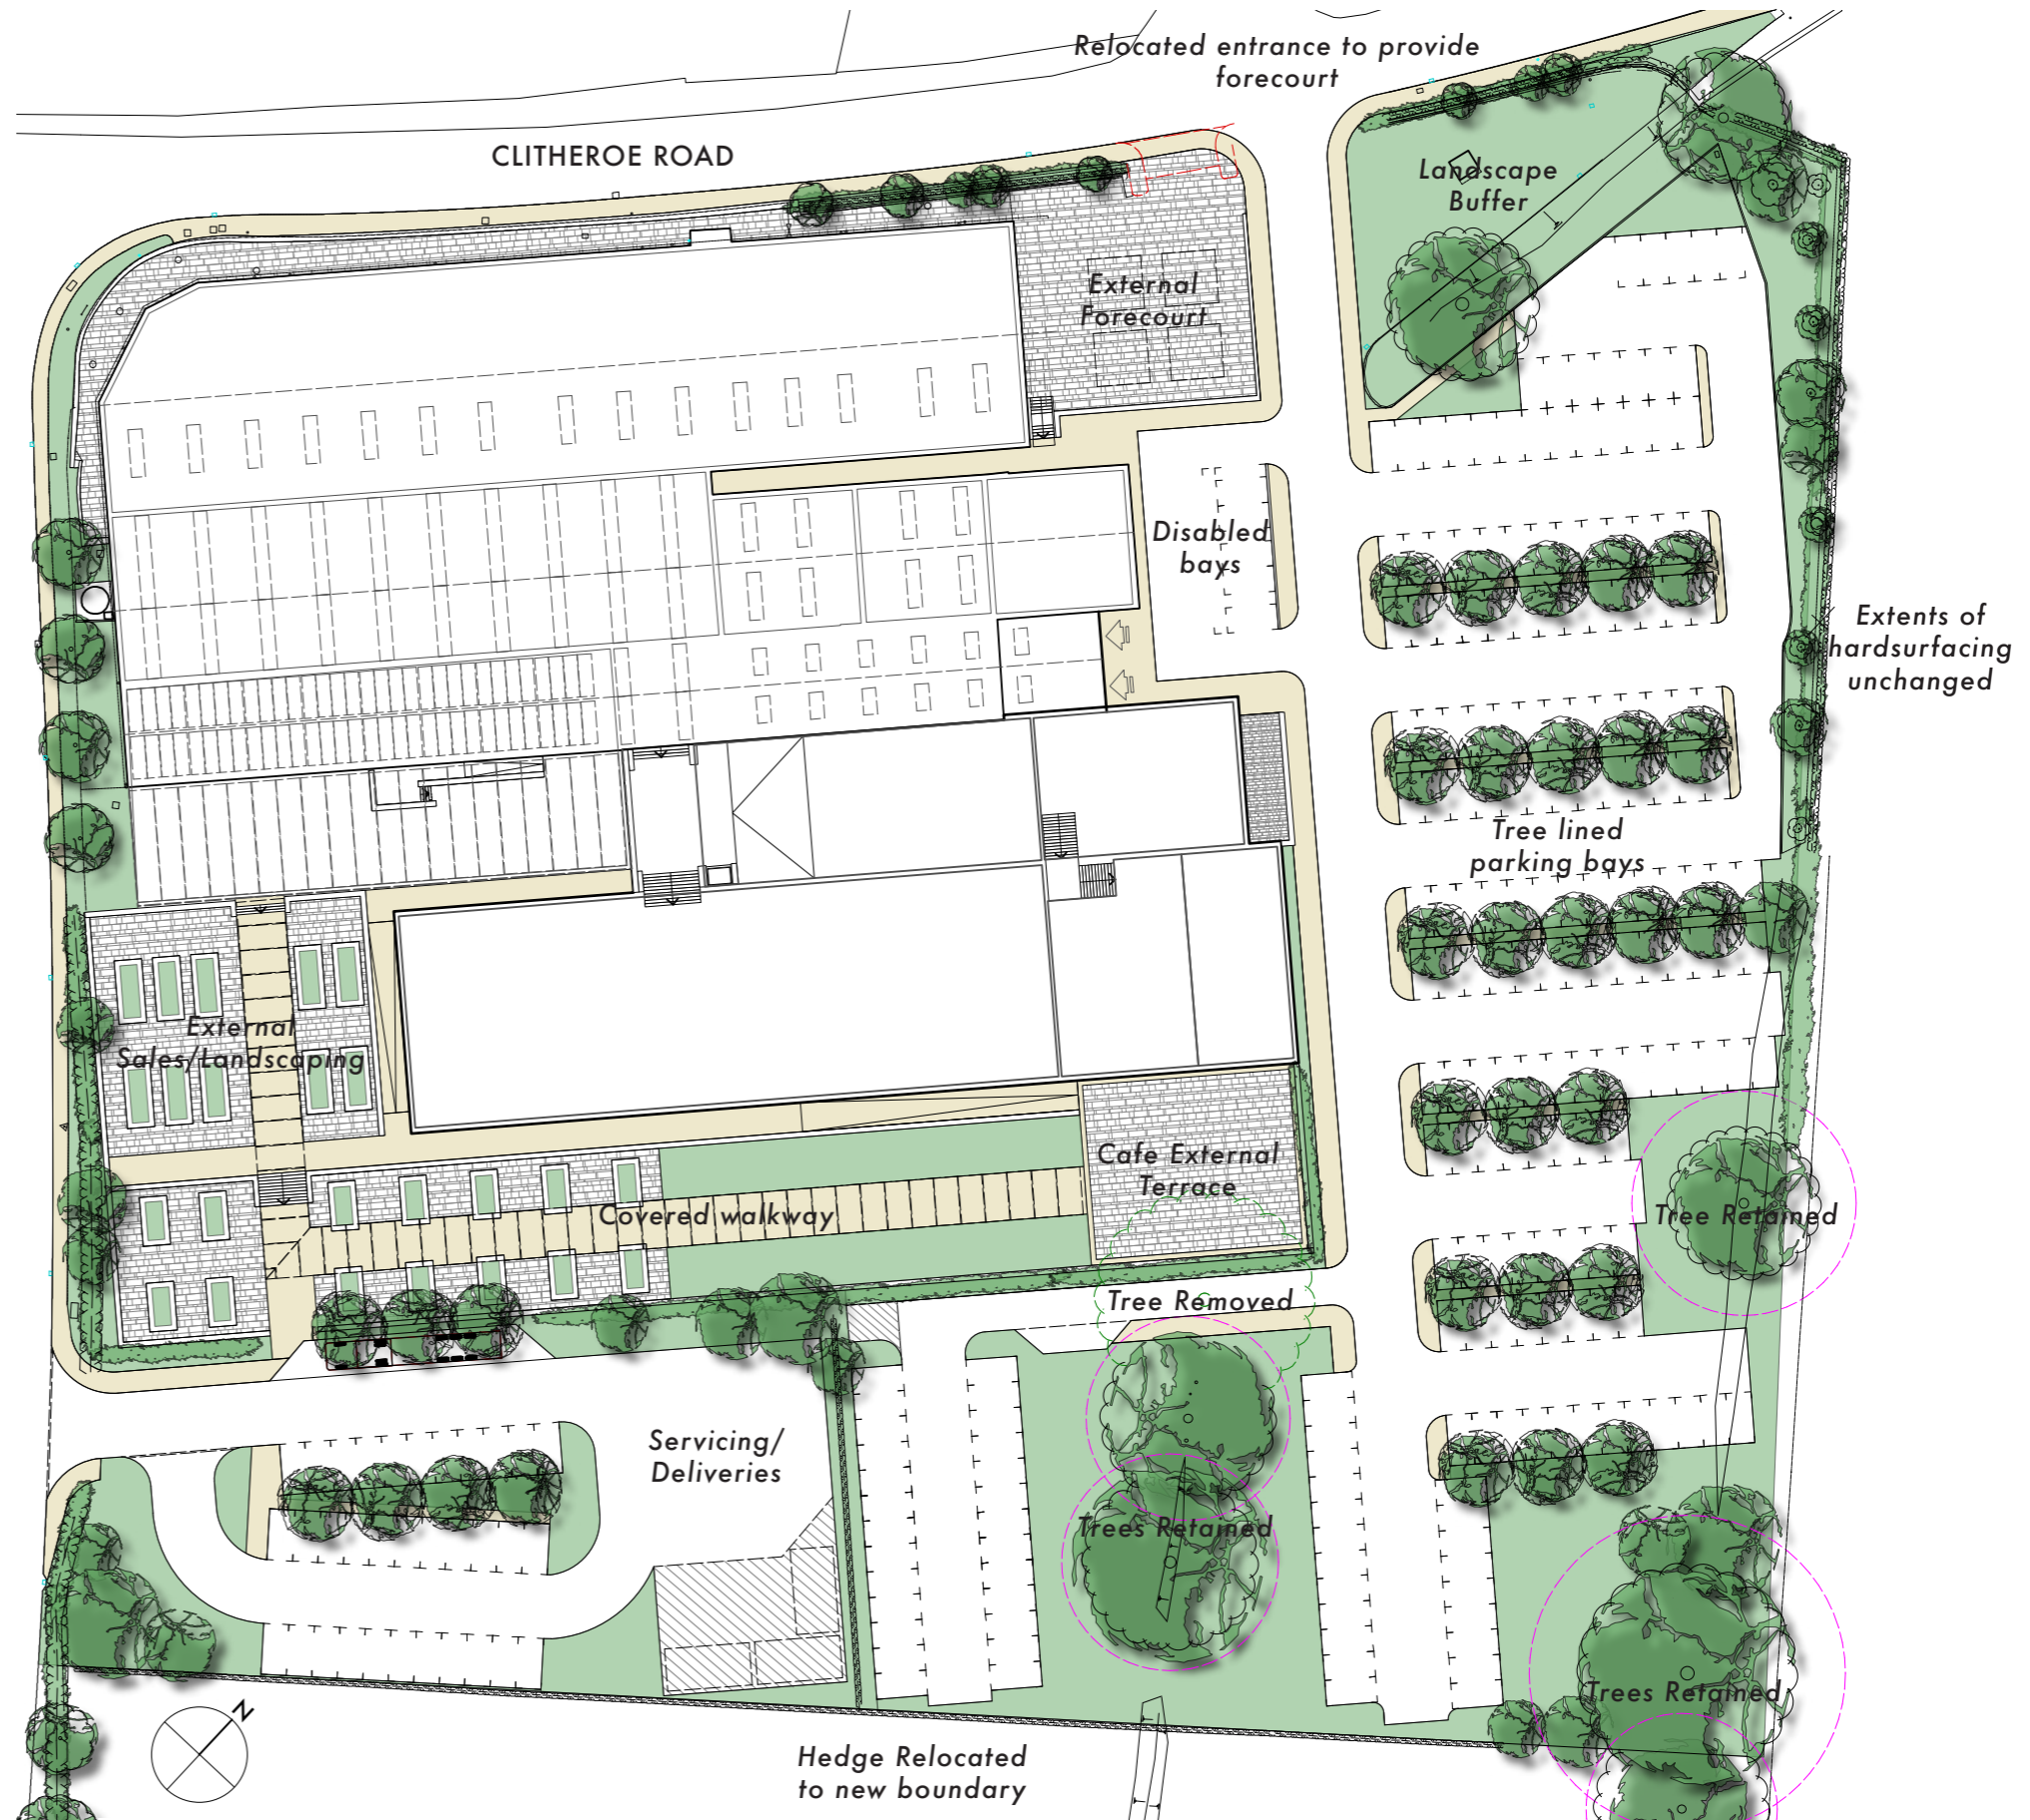 Relocated entrance to provide
forecourt
CLITHEROE ROAD
Landscape
Buffer
External
Forecourt
Disabled
bays
Extents of
hardsurfacing
unchanged
Tree lined
parking bays
External
Sales/Landscaping
Cafe External
Terrace
Covered walkway
Tree Retained
Tree Removed
Servicing/
Deliveries
Trees Retained
Trees Retained
N
Hedge Relocated
to new boundary